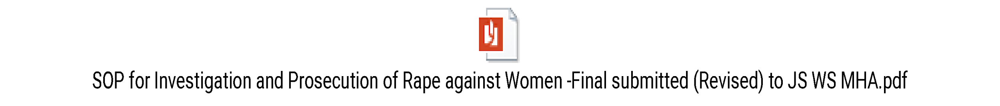 SOP for Investigation and Prosecution of Rape against Women -Final submitted (Revised) to JS WS MHA.pdf